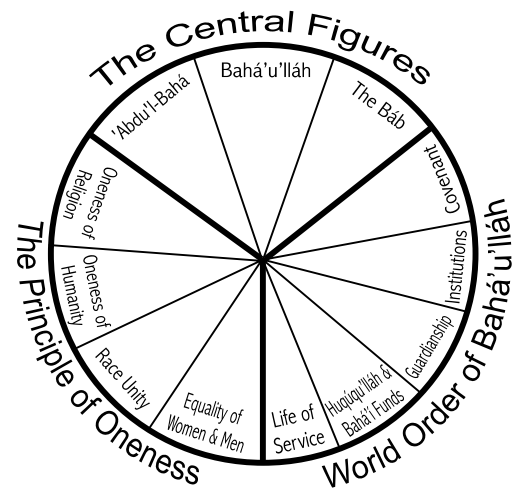 The Central Figures
'Abdu'l-Bahá
Bahá'u'lláh
The Báb
World Order of Bahá'u'lláh
Covenant
Institutions
Guardianship
Huqúqu'lláh &
Bahá'í Funds
Life of
Service
The Principle of Oneness
Oneness of
Religion
Oneness of
Humanity
Race Unity
Equality of
Women & Men